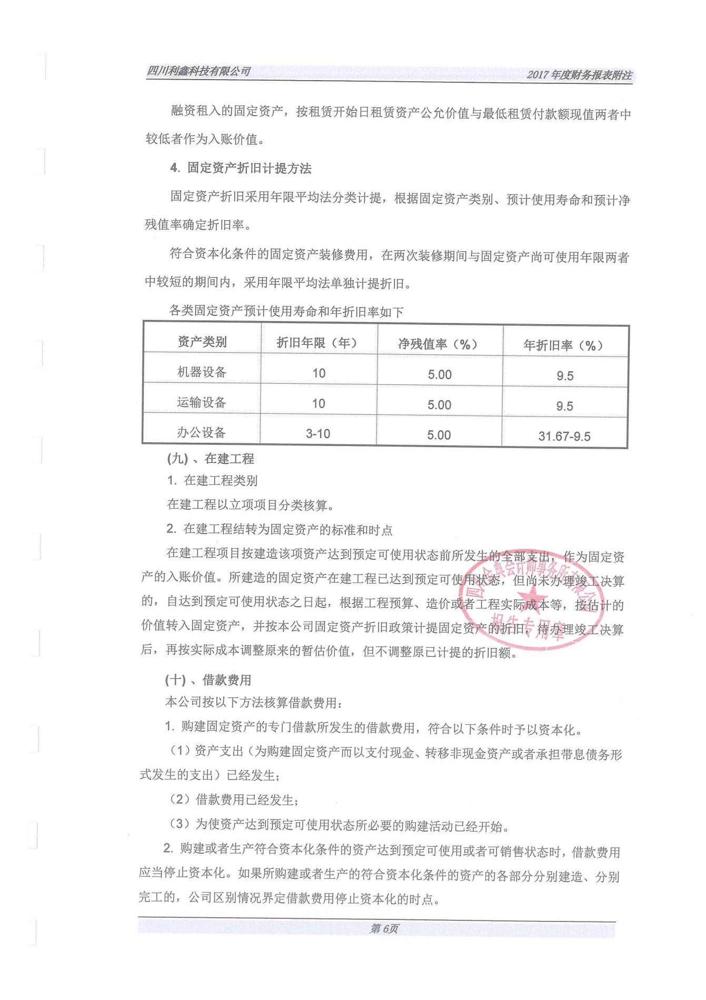 四川利鑫科技有限公司
2017年度财务报表附注
融资租入的固定资产，按租赁开始日租赁资产公允价值与最低租赁付款额现值两者中
较低者作为入账价值。
4. 固定资产折旧计提方法
固定资产折旧采用年限平均法分类计提，根据固定资产类别、预计使用寿命和预计净
残值率确定折旧率。
符合资本化条件的固定资产装修费用，在两次装修期间与固定资产尚可使用年限两者
中较短的期间内，采用年限平均法单独计提折旧。
各类固定资产预计使用寿命和年折旧率如下
资产类别 折旧年限（年） 净残值率（%） 年折旧率（%）
机器设备 10 5.00 9.5
运输设备 10 5.00 9.5
办公设备 3-10 5.00 31.67-9.5
(九) 、在建工程
1. 在建工程类别
在建工程以立项项目分类核算。
2. 在建工程结转为固定资产的标准和时点
在建工程项目按建造该项资产达到预定可使用状态前所发生的全部支出，作为固定资
产的入账价值。所建造的固定资产在建工程已达到预定可使用状态，但尚未办理竣工决算
的，自达到预定可使用状态之日起，根据工程预算、造价或者工程实际成本等，按估计的
价值转入固定资产，并按本公司固定资产折旧政策计提固定资产的折旧，待办理竣工决算
后，再按实际成本调整原来的暂估价值，但不调整原已计提的折旧额。
四川金典会计师事务所有限公司
报告专用章
(十) 、借款费用
本公司按以下方法核算借款费用：
1. 购建固定资产的专门借款所发生的借款费用，符合以下条件时予以资本化。
（1）资产支出（为购建固定资产而以支付现金、转移非现金资产或者承担带息债务形
式发生的支出）已经发生；
（2）借款费用已经发生；
（3）为使资产达到预定可使用状态所必要的购建活动已经开始。
2. 购建或者生产符合资本化条件的资产达到预定可使用或者可销售状态时，借款费用
应当停止资本化。如果所购建或者生产的符合资本化条件的资产的各部分分别建造、分别
完工的，公司区别情况界定借款费用停止资本化的时点。
第 6页